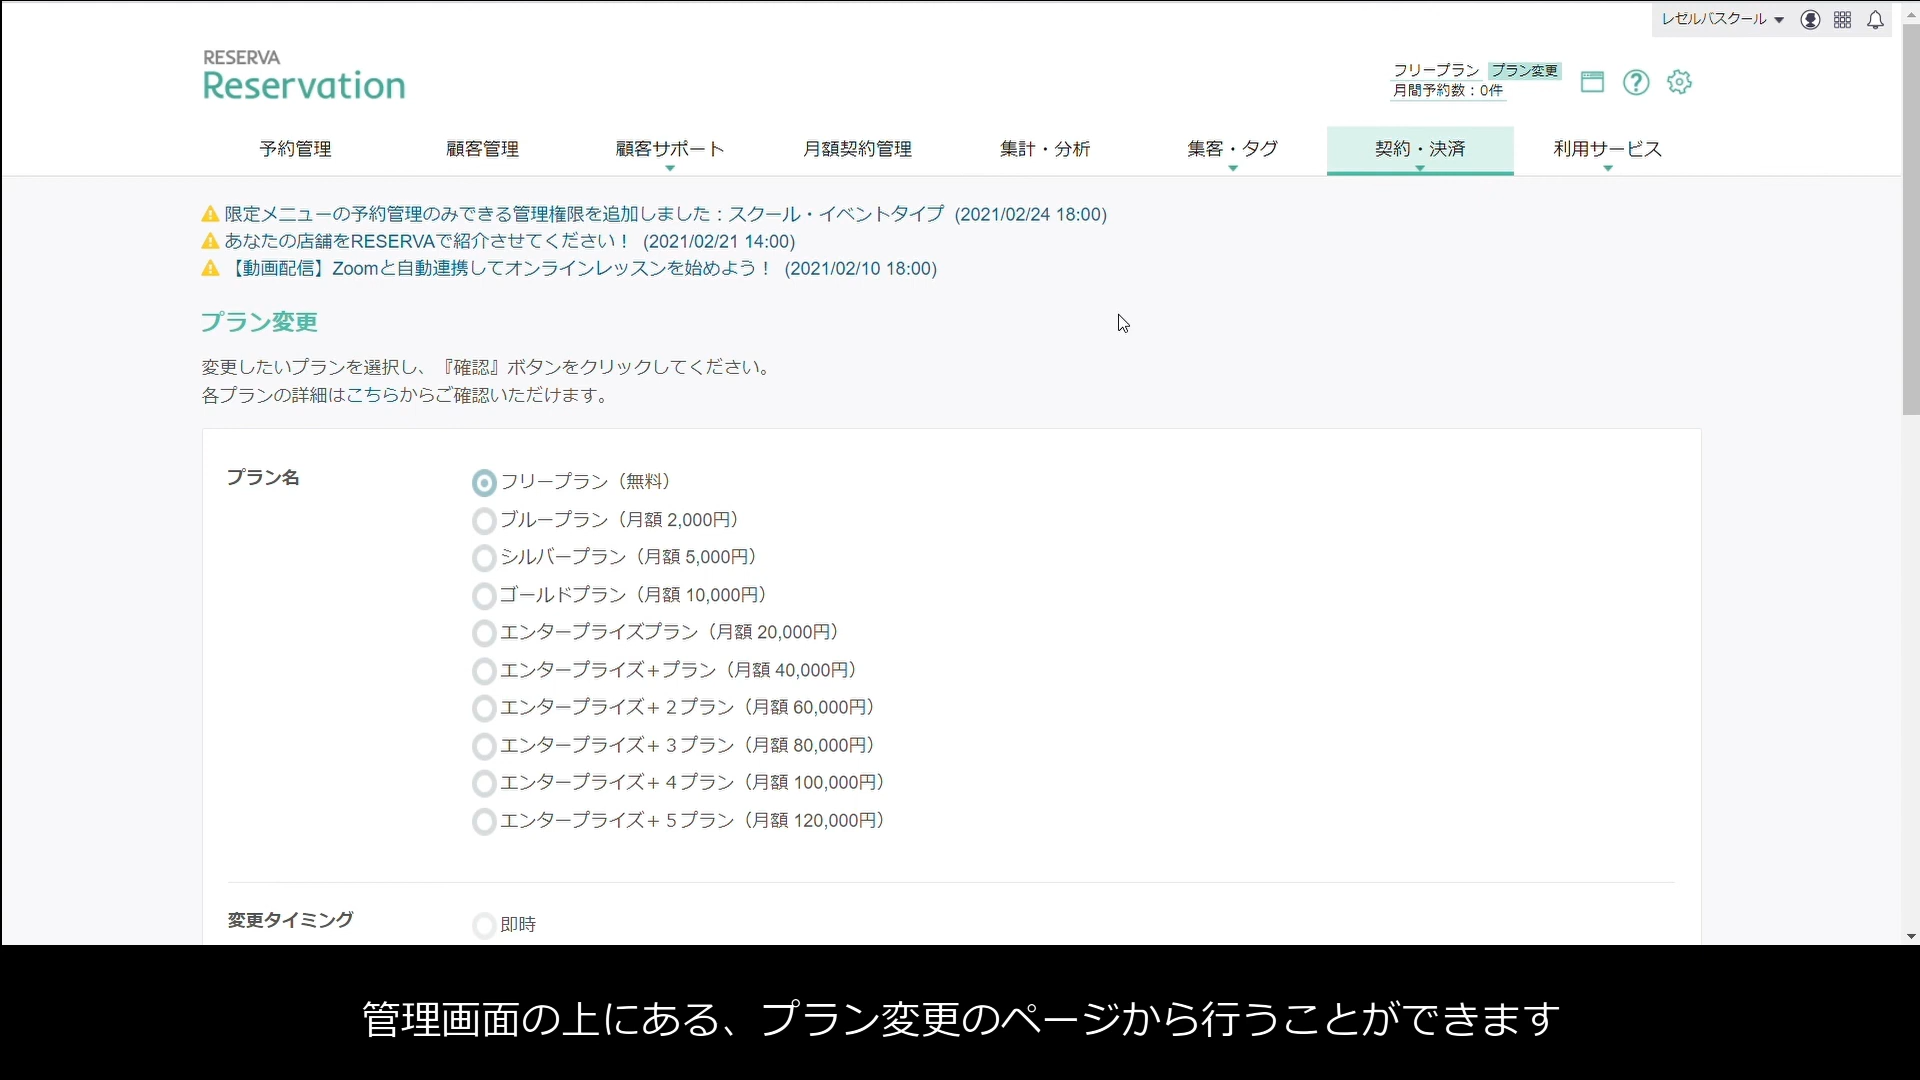 レゼルバスクール
RESERVA
Reservation
フリープラン プラン変更
月間予約数：0件
予約管理 顧客管理 顧客サポート 月額契約管理 集計・分析 集客・タグ 契約・決済 利用サービス
限定メニューの予約管理のみできる管理権限を追加しました：スクール・イベントタイプ (2021/02/24 18:00)
あなたの店舗をRESERVAで紹介させてください！ (2021/02/21 14:00)
【動画配信】Zoomと自動連携してオンラインレッスンを始めよう！ (2021/02/10 18:00)
プラン変更
変更したいプランを選択し、『確認』ボタンをクリックしてください。
各プランの詳細はこちらからご確認いただけます。
プラン名
フリープラン（無料）
ブループラン（月額 2,000円）
シルバープラン（月額 5,000円）
ゴールドプラン（月額 10,000円）
エンタープライズプラン（月額 20,000円）
エンタープライズ＋プラン（月額 40,000円）
エンタープライズ＋２プラン（月額 60,000円）
エンタープライズ＋３プラン（月額 80,000円）
エンタープライズ＋４プラン（月額 100,000円）
エンタープライズ＋５プラン（月額 120,000円）
変更タイミング
即時
管理画面の上にある、プラン変更のページから行うことができます